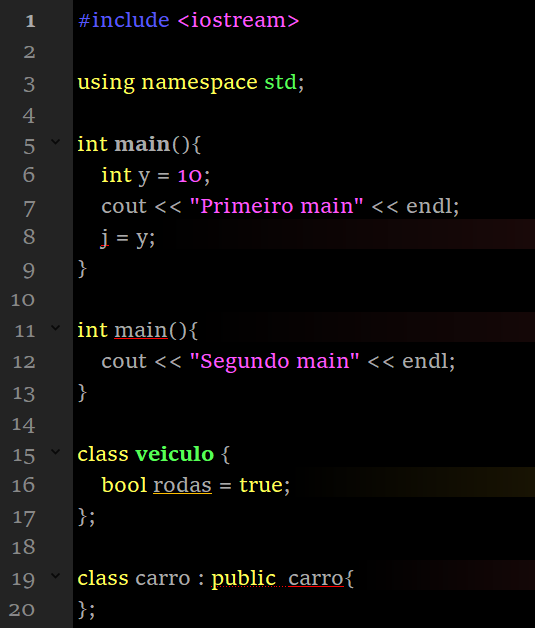 1 #include <iostream>
2
3 using namespace std;
4
5 int main(){
6     int y = 10;
7     cout << "Primeiro main" << endl;
8     j = y;
9 }
10
11 int main(){
12     cout << "Segundo main" << endl;
13 }
14
15 class veiculo {
16     bool rodas = true;
17 };
18
19 class carro : public  carro{
20 };